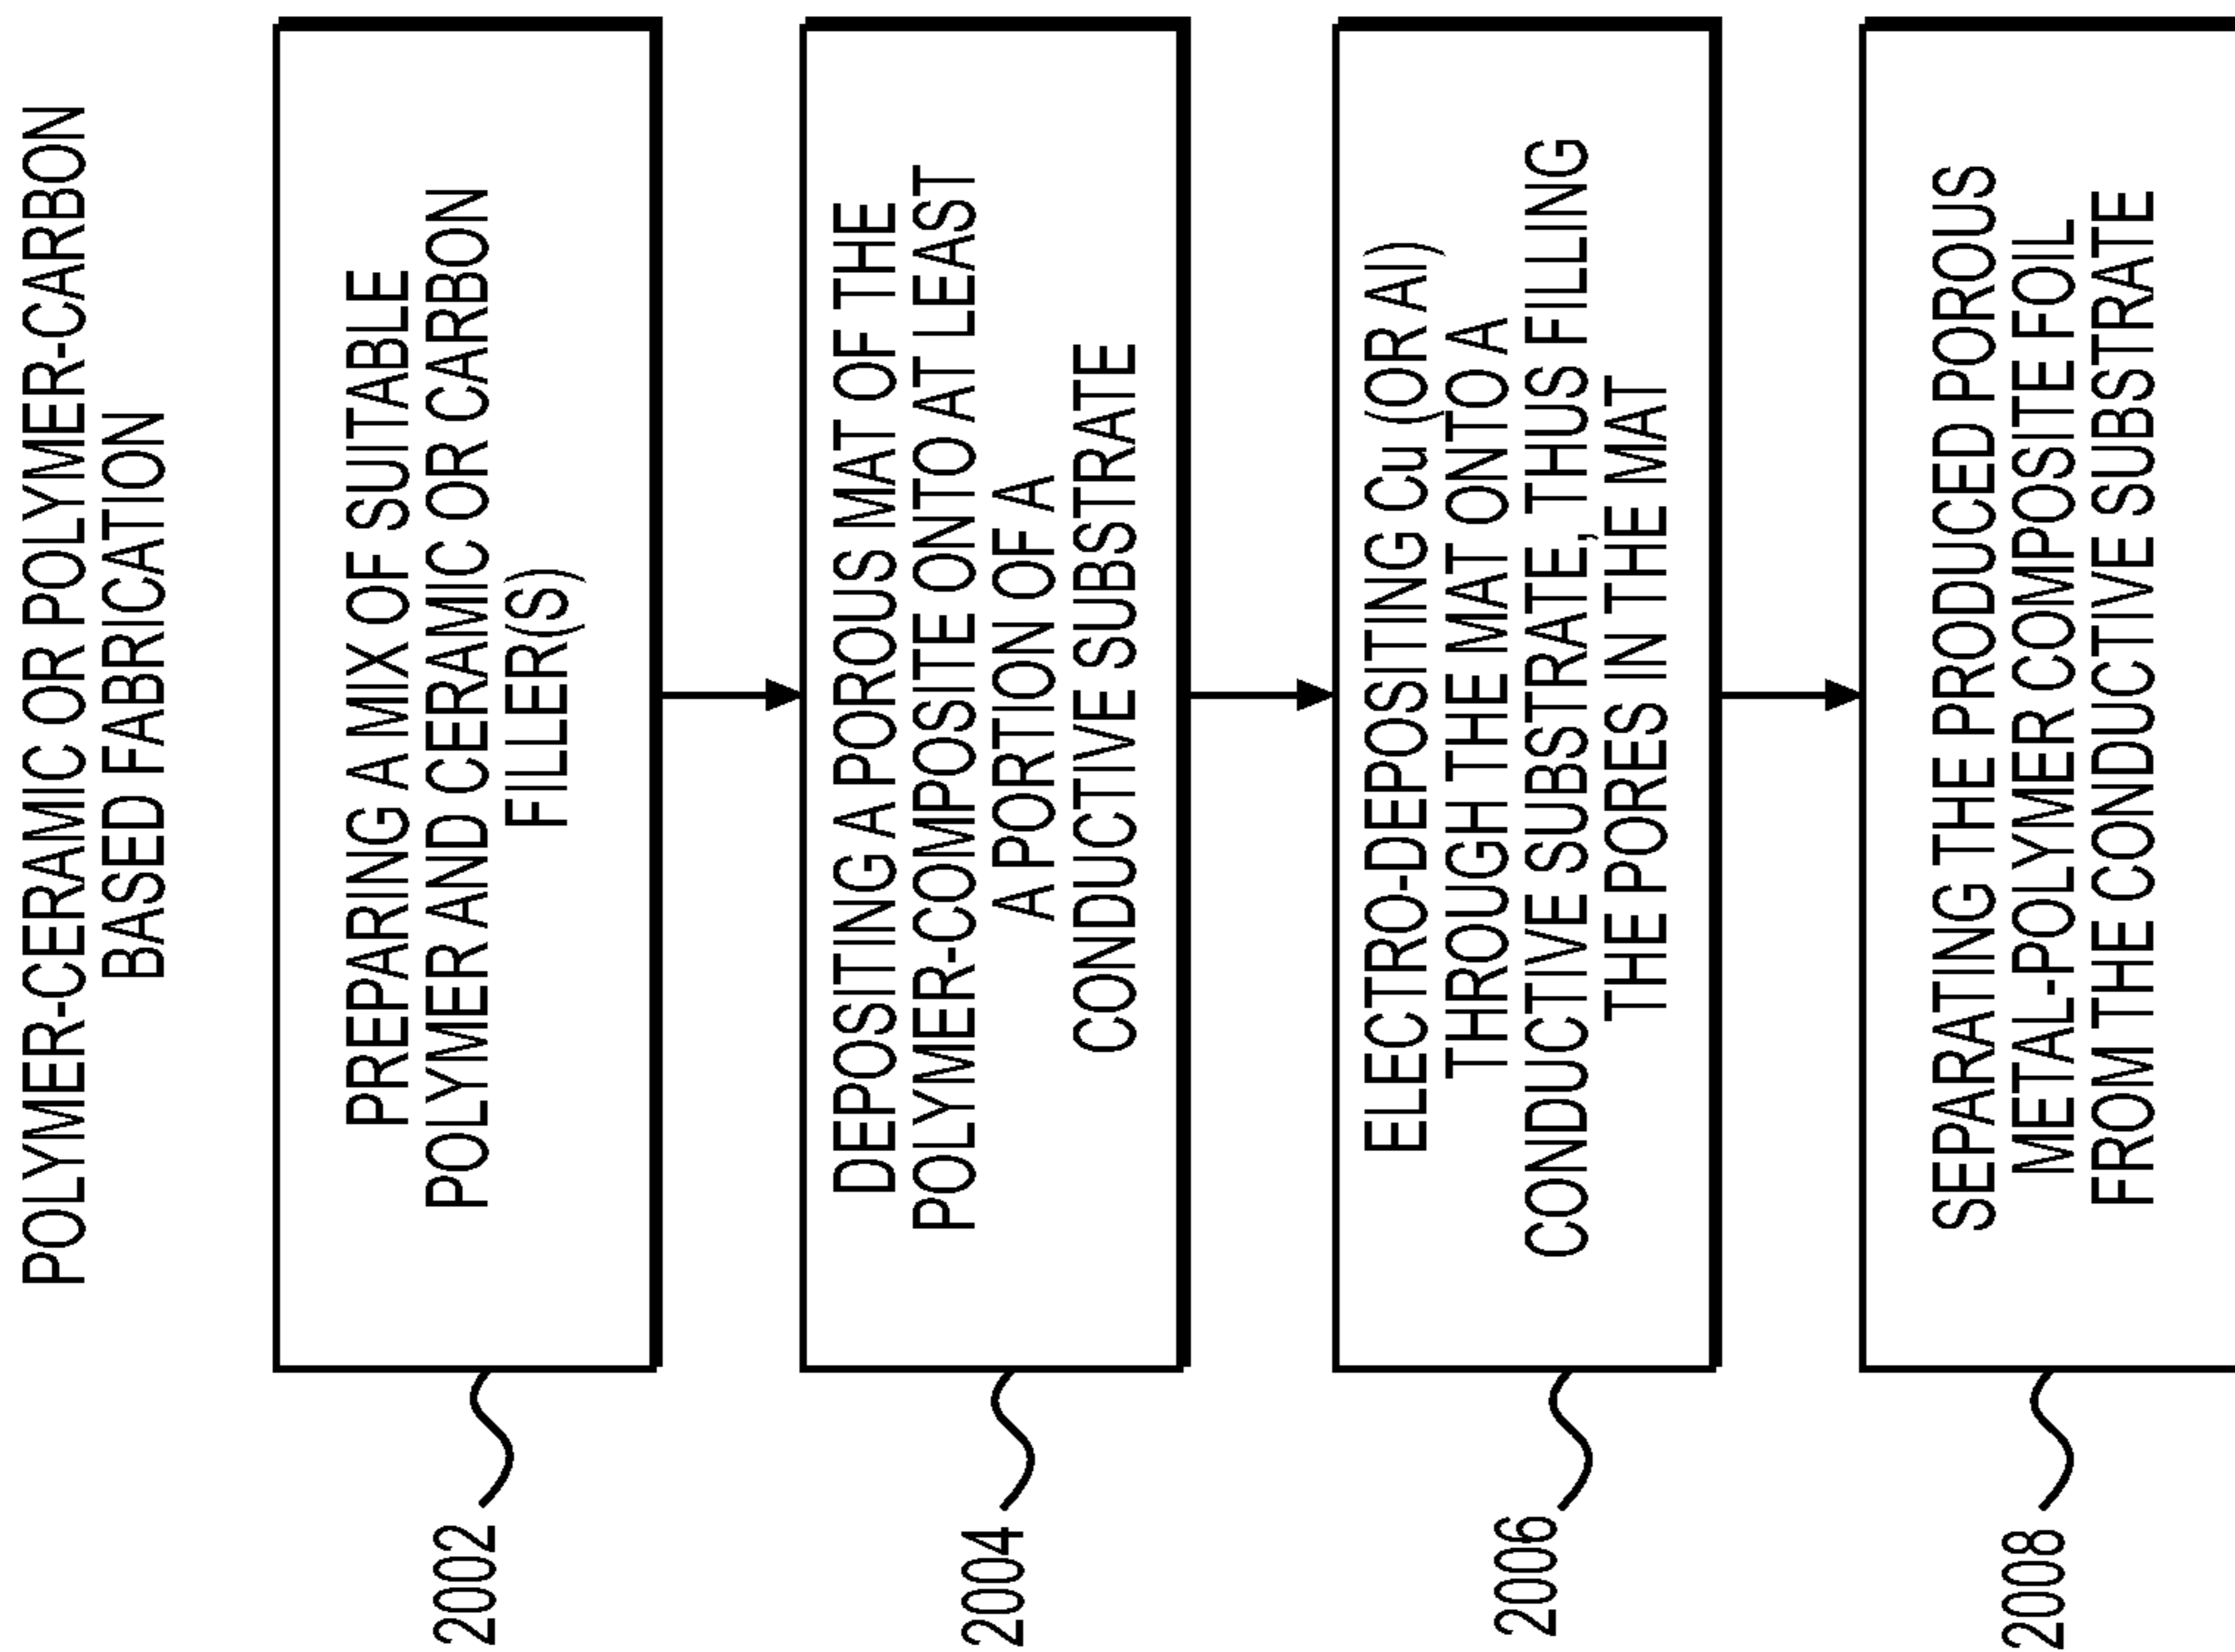 POLYMER-CERAMIC OR POLYMER-CARBON
BASED FABRICATION
2002
PREPARING A MIX OF SUITABLE
POLYMER AND CERAMIC OR CARBON
FILLER(S)
2004
DEPOSITING A POROUS MAT OF THE
POLYMER-COMPOSITE ONTO AT LEAST
A PORTION OF A
CONDUCTIVE SUBSTRATE
2006
ELECTRO-DEPOSITING Cu (OR Al)
THROUGH THE MAT ONTO A
CONDUCTIVE SUBSTRATE, THUS FILLING
THE PORES IN THE MAT
2008
SEPARATING THE PRODUCED POROUS
METAL-POLYMER COMPOSITE FOIL
FROM THE CONDUCTIVE SUBSTRATE